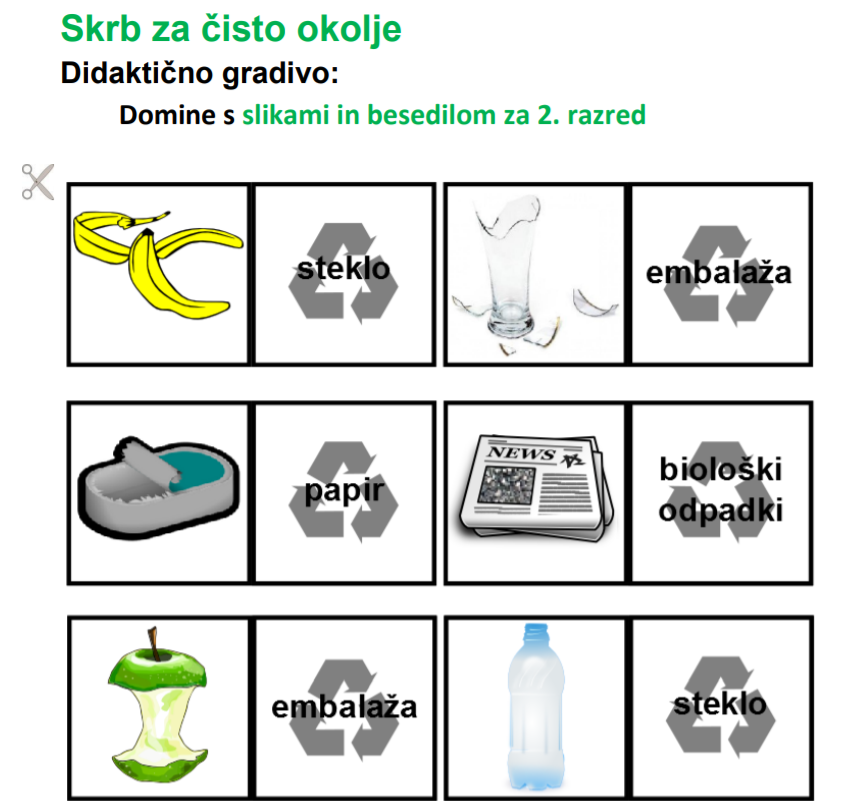 Skrb za čisto okolje
Didaktično gradivo:
Domine s slikami in besedilom za 2. razred
steklo
embalaža
papir
NEWS
biološki
odpadki
embalaža
steklo